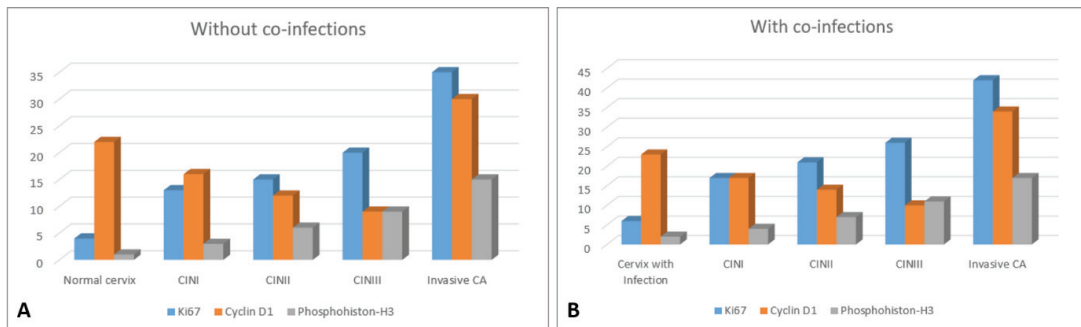 Without co-infections
35
30
25
20
15
10
5
0
Normal cervix CINI CINII CINIII Invasive CA
A
Ki67 Cyclin D1 Phosphohiston-H3
With co-infections
45
40
35
30
25
20
15
10
5
0
Cervix with
Infection
CINI CINII CINIII Invasive CA
B
Ki67 Cyclin D1 Phosphohiston-H3